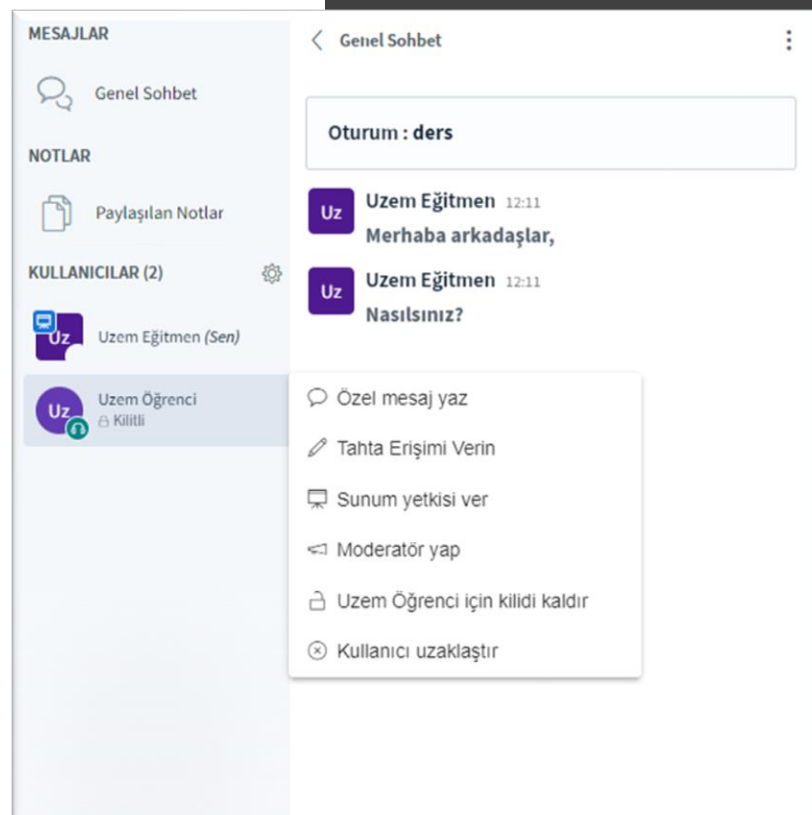 MESAJLAR
Genel Sohbet
NOTLAR
Paylaşılan Notlar
KULLANICILAR (2)
Uz
Uzem Eğitmen (Sen)
Uz
Uzem Öğrenci
Kilitli
Genel Sohbet
Oturum : ders
Uz
Uzem Eğitmen 12:11
Merhaba arkadaşlar,
Uz
Uzem Eğitmen 12:11
Nasılsınız?
Özel mesaj yaz
Tahta Erişimi Verin
Sunum yetkisi ver
Moderatör yap
Uzem Öğrenci için kilidi kaldır
Kullanıcı uzaklaştır